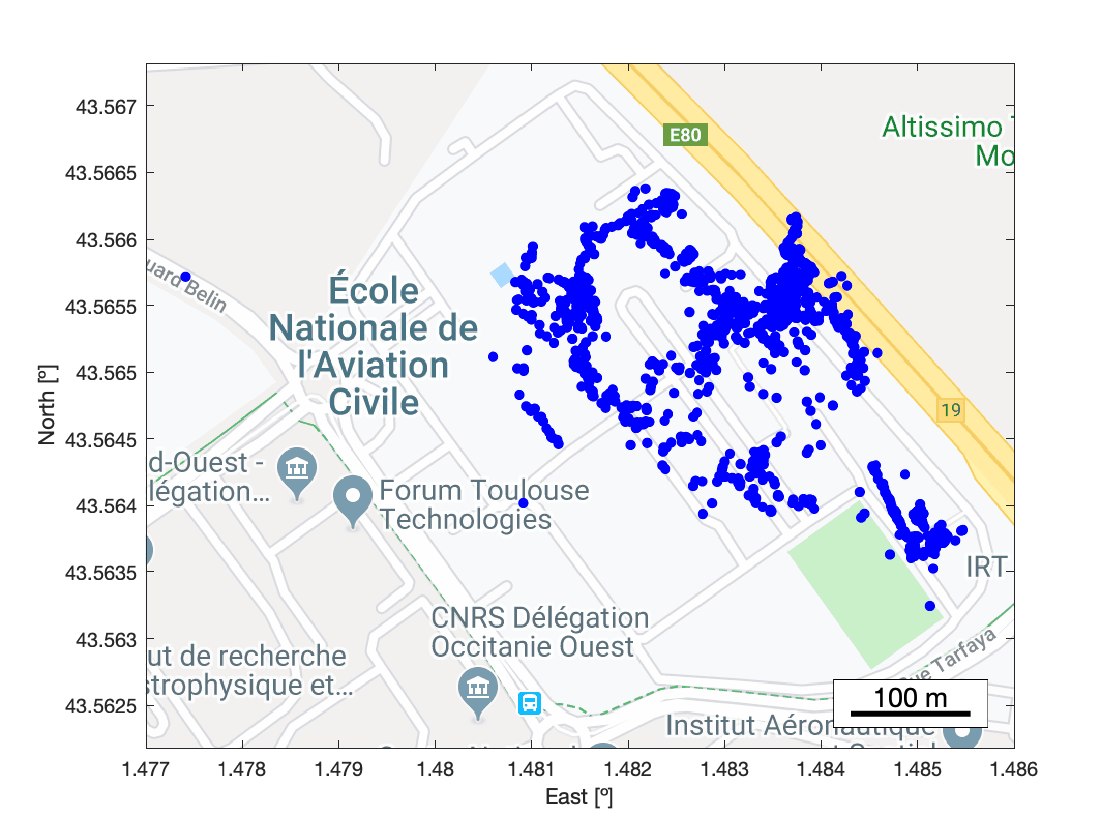 43.567
43.5665
43.566
43.5655
43.565
43.5645
43.564
43.5635
43.563
43.5625
North [º]
1.477
1.478
1.479
1.48
1.481
1.482
1.483
1.484
1.485
1.486
East [º]
E80
Altissimo
Mo
uard Belin
École
Nationale de
l'Aviation
Civile
19
d-Ouest -
légation...
Forum Toulouse
Technologies
IRT
CNRS Délégation
Occitanie Ouest
ut de recherche
strophysique et...
ue Tarfaya
100 m
Institut Aéronautique